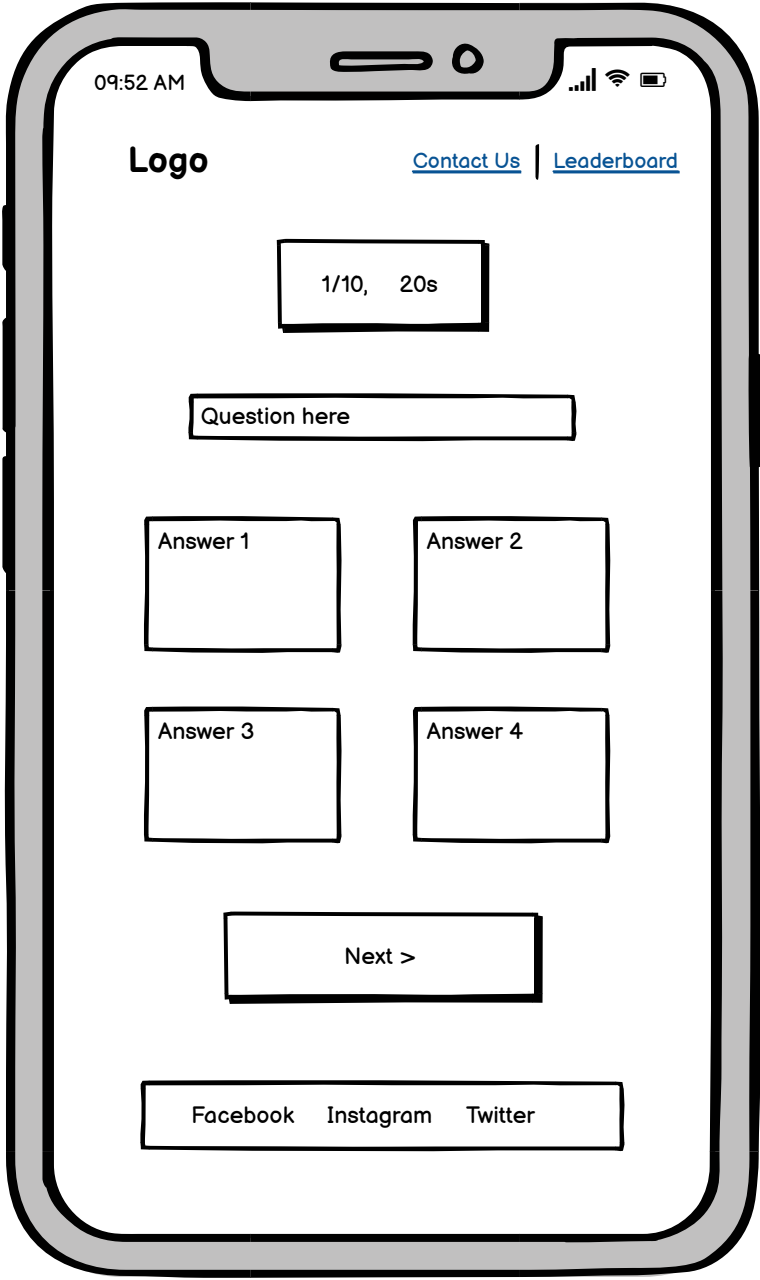 09:52 AM
Logo Contact Us Leaderboard
1/10, 20s
Question here
Answer 1 Answer 2
Answer 3 Answer 4
Next >
Facebook Instagram Twitter